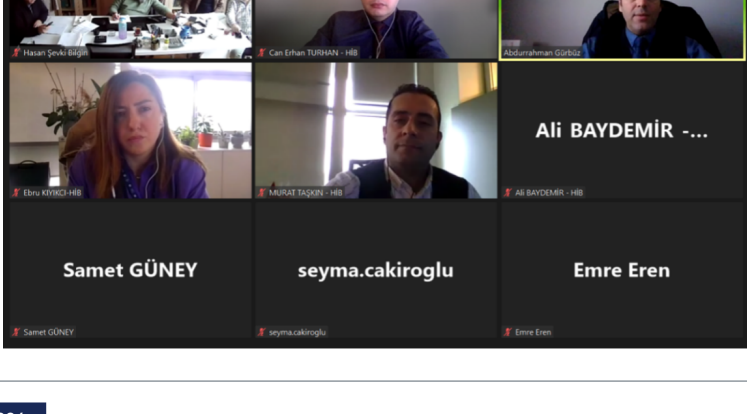 Hasan Şevki Bilgin
Can Erhan TURHAN - HİB
Abdurrahman Gürbüz
Ali BAYDEMİR -...
Ebru KIYIKCI-HİB
MURAT TAŞKIN - HİB
Ali BAYDEMİR - HİB
Samet GÜNEY
seyma.cakiroglu
Emre Eren
Samet GÜNEY
seyma.cakiroglu
Emre Eren